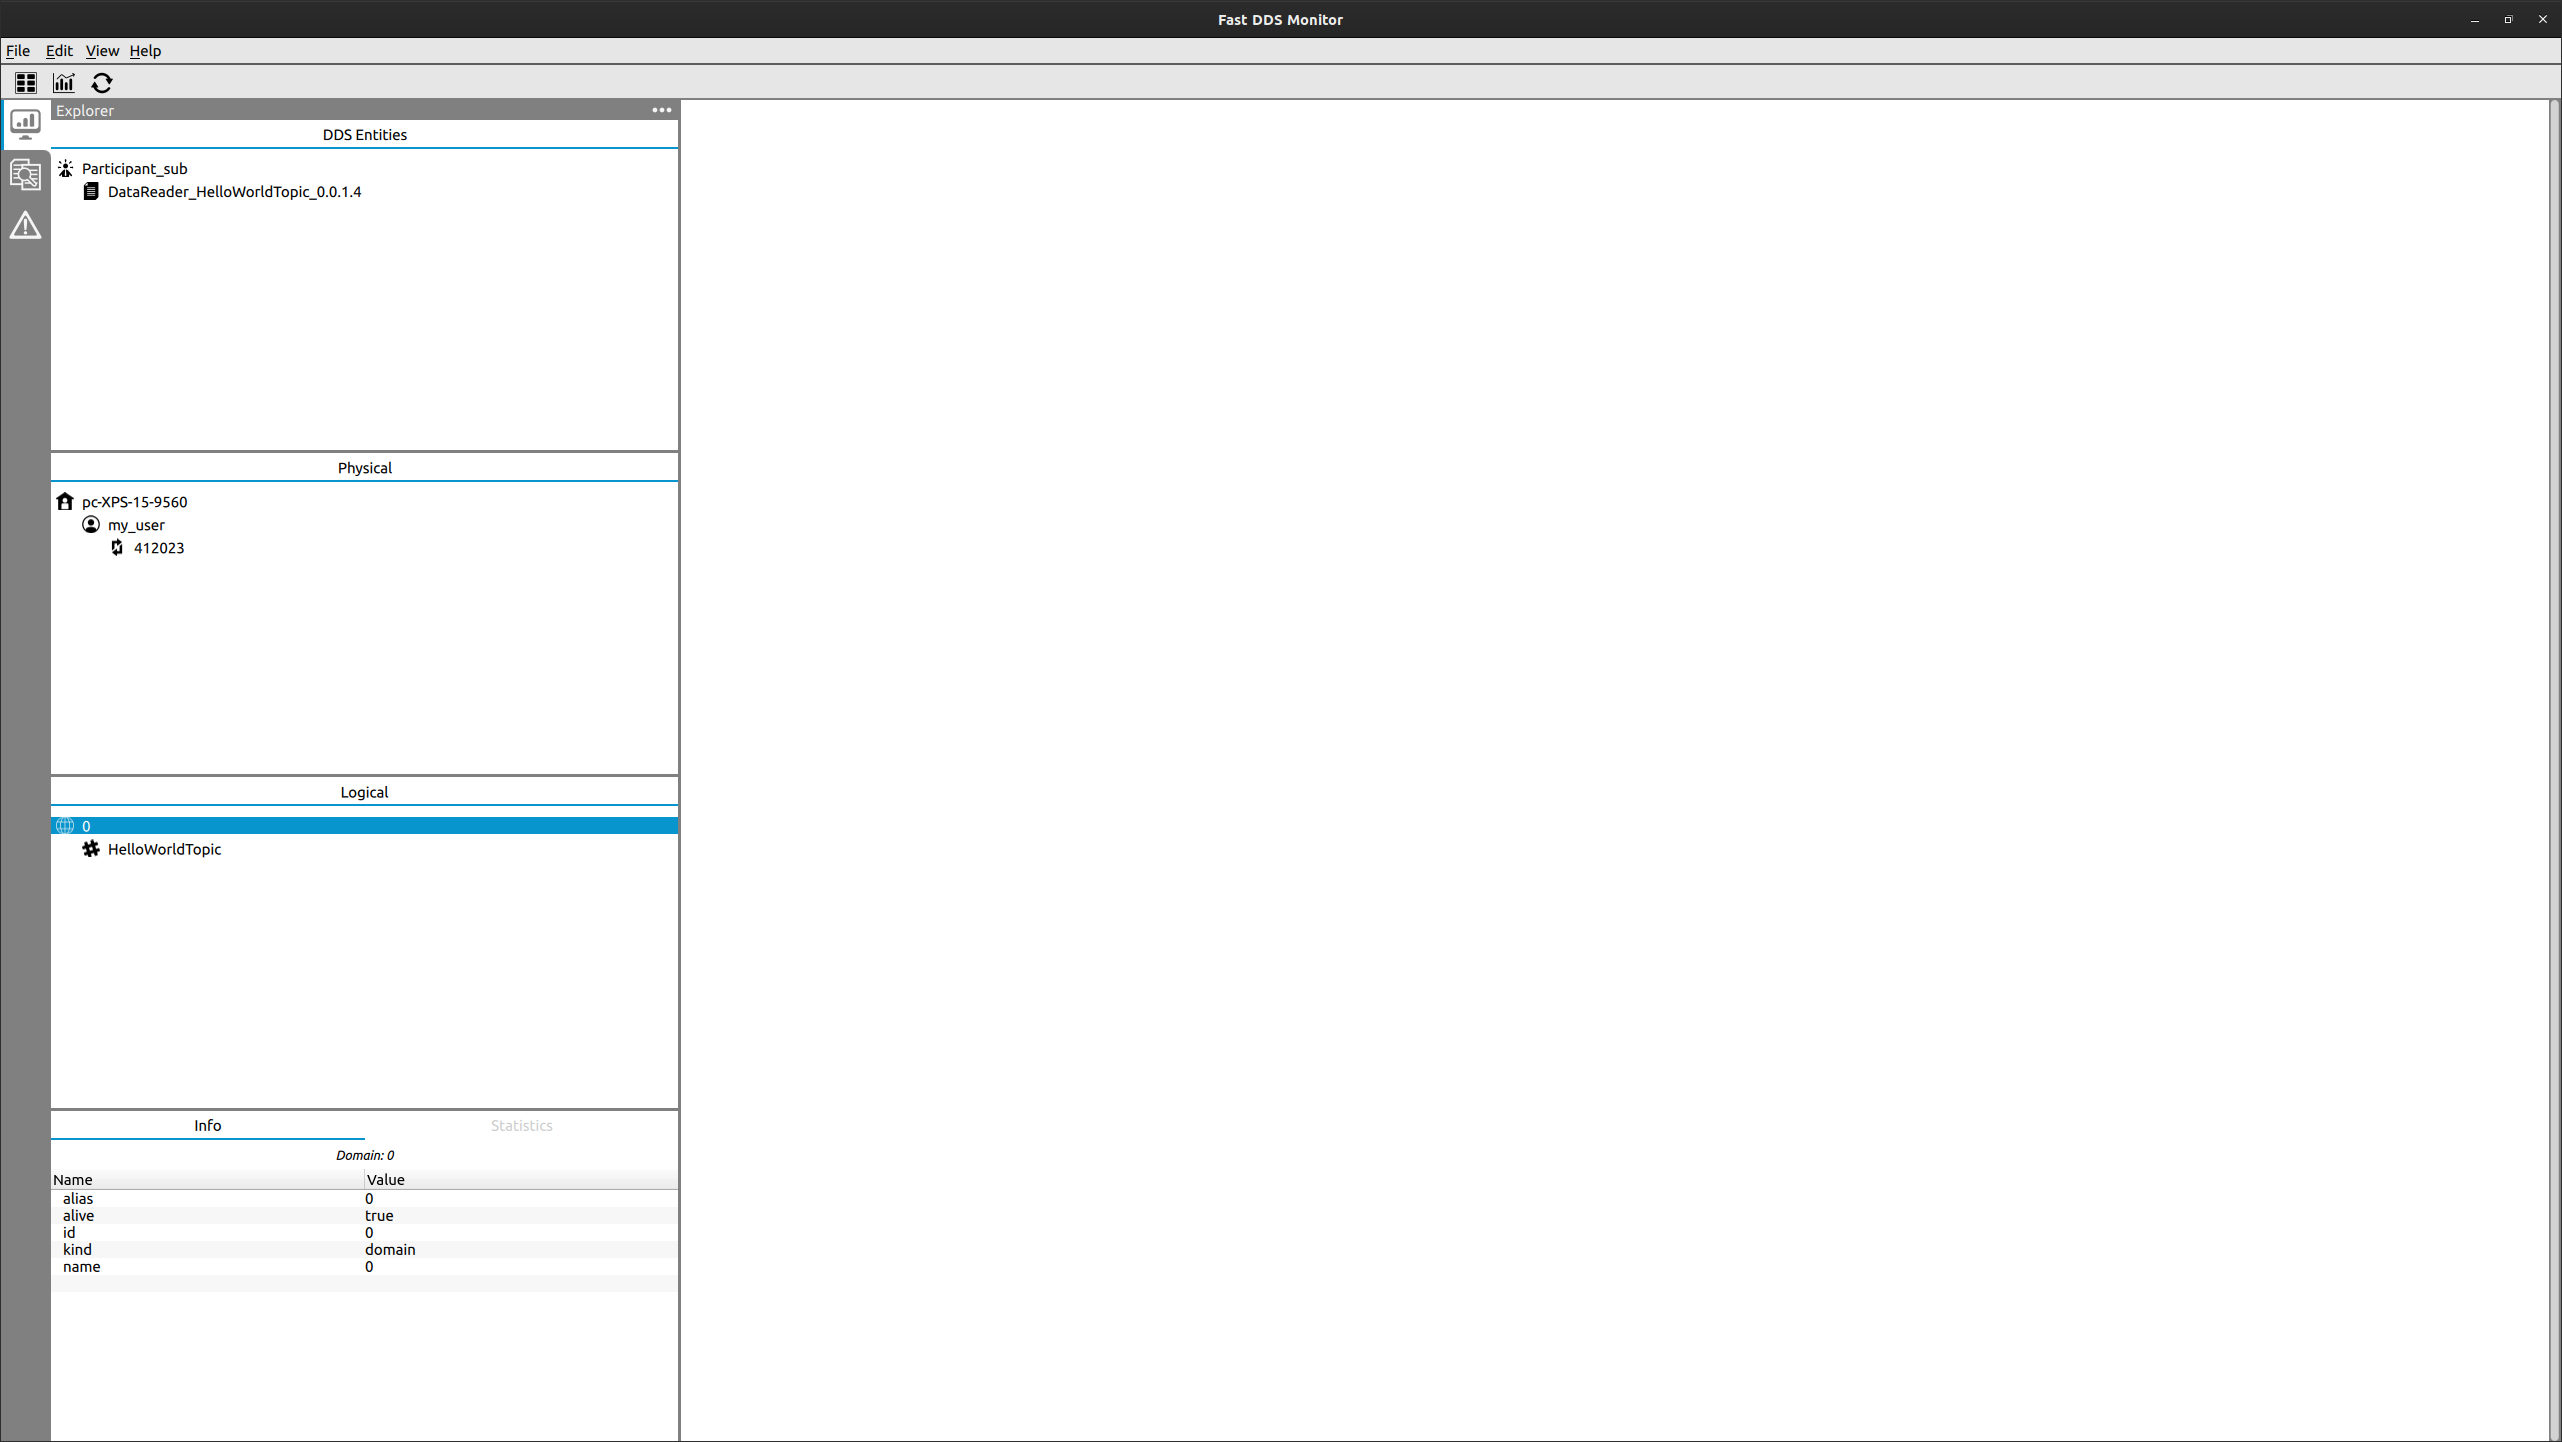 Fast DDS Monitor
File Edit View Help
Explorer
DDS Entities
Participant_sub
DataReader_HelloWorldTopic_0.0.1.4
Physical
pc-XPS-15-9560
my_user
412023
Logical
0
HelloWorldTopic
Info Statistics
Domain: 0
Name Value
alias 0
alive true
id 0
kind domain
name 0